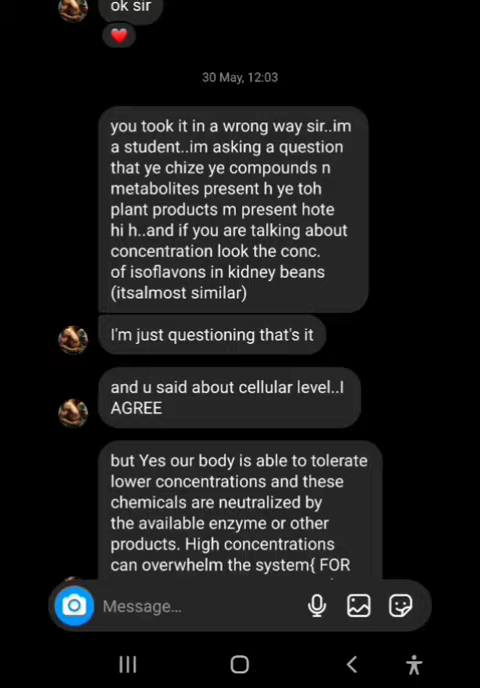 ok sir
30 May, 12:03
you took it in a wrong way sir..im
a student..im asking a question
that ye chize ye compounds n
metabolites present h ye toh
plant products m present hote
hi h..and if you are talking about
concentration look the conc.
of isoflavons in kidney beans
(itsalmost similar)
I'm just questioning that's it
and u said about cellular level..I
AGREE
but Yes our body is able to tolerate
lower concentrations and these
chemicals are neutralized by
the available enzyme or other
products. High concentrations
can overwhelm the system{ FOR
Message...